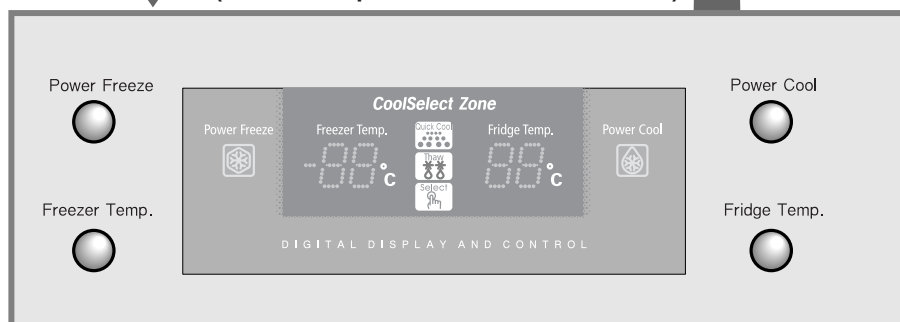 Power Freeze
Power Cool
CoolSelect Zone
Power Freeze
Freezer Temp.
Quick Cool
Fridge Temp.
Power Cool
-88°C
Thaw
88°C
Select
Freezer Temp.
Fridge Temp.
DIGITAL DISPLAY AND CONTROL